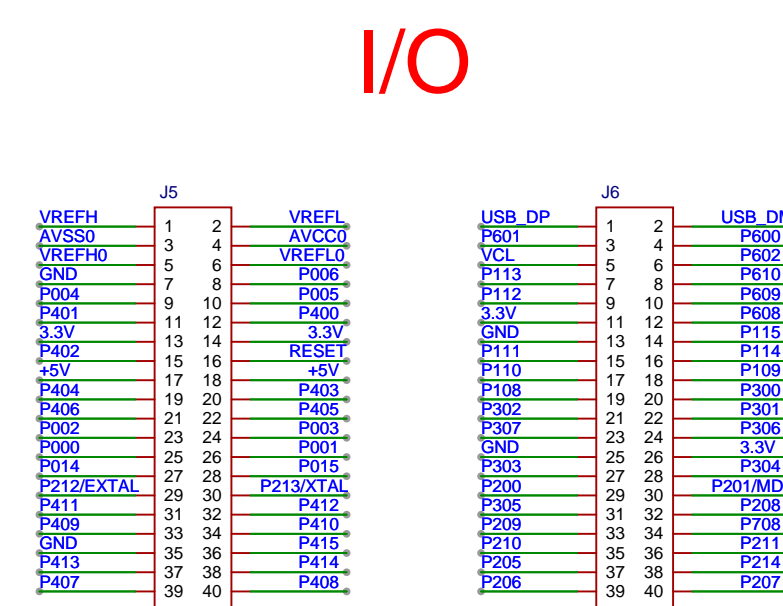 I/O
J5 J6
VREFH 1 2 VREFL USB_DP 1 2
AVSS0 3 4 AVCC0 P601 3 4 P600
VREFH0 5 6 VREFL0 VCL 5 6 P602
GND 7 8 P006 P113 7 8 P610
P004 9 10 P005 P112 9 10 P609
P401 11 12 P400 3.3V 11 12 P608
3.3V 13 14 3.3V GND 13 14 P115
P402 15 16 RESET P111 15 16 P114
+5V 17 18 +5V P110 17 18 P109
P404 19 20 P403 P108 19 20 P300
P406 21 22 P405 P302 21 22 P301
P002 23 24 P003 P307 23 24 P306
P000 25 26 P001 GND 25 26 3.3V
P014 27 28 P015 P303 27 28 P304
P212/EXTAL 29 30 P213/XTAL P200 29 30 P201/MD
P411 31 32 P412 P305 31 32 P208
P409 33 34 P410 P209 33 34 P708
GND 35 36 P415 P210 35 36 P211
P413 37 38 P414 P205 37 38 P214
P407 39 40 P408 P206 39 40 P207